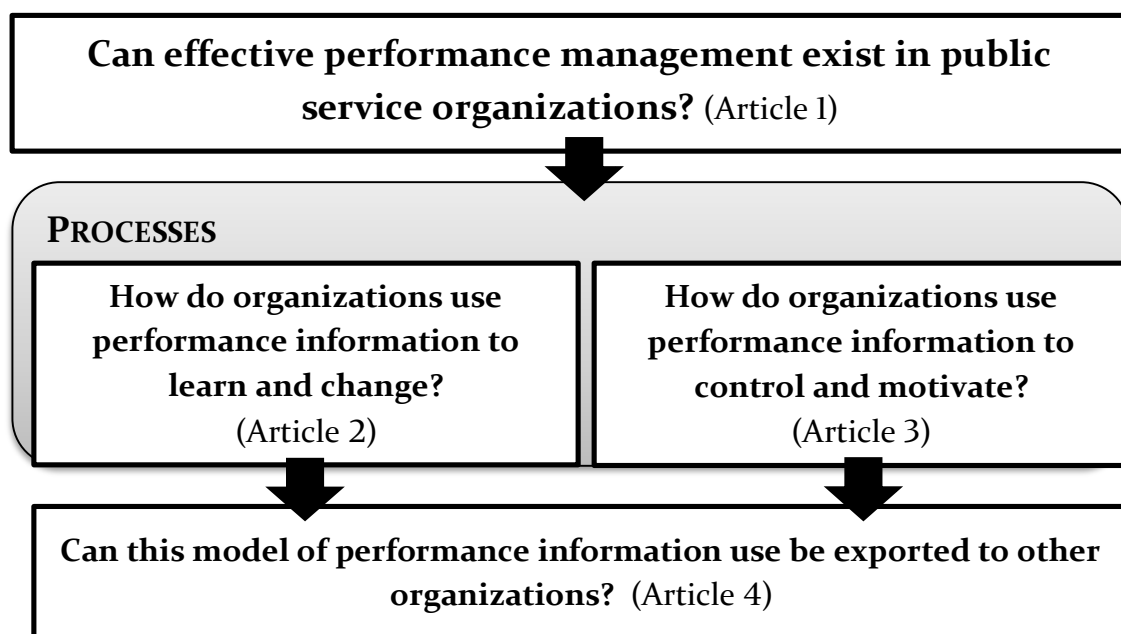 Can effective performance management exist in public
service organizations? (Article 1)
PROCESSES
How do organizations use
performance information to
learn and change?
(Article 2)
How do organizations use
performance information to
control and motivate?
(Article 3)
Can this model of performance information use be exported to other
organizations? (Article 4)